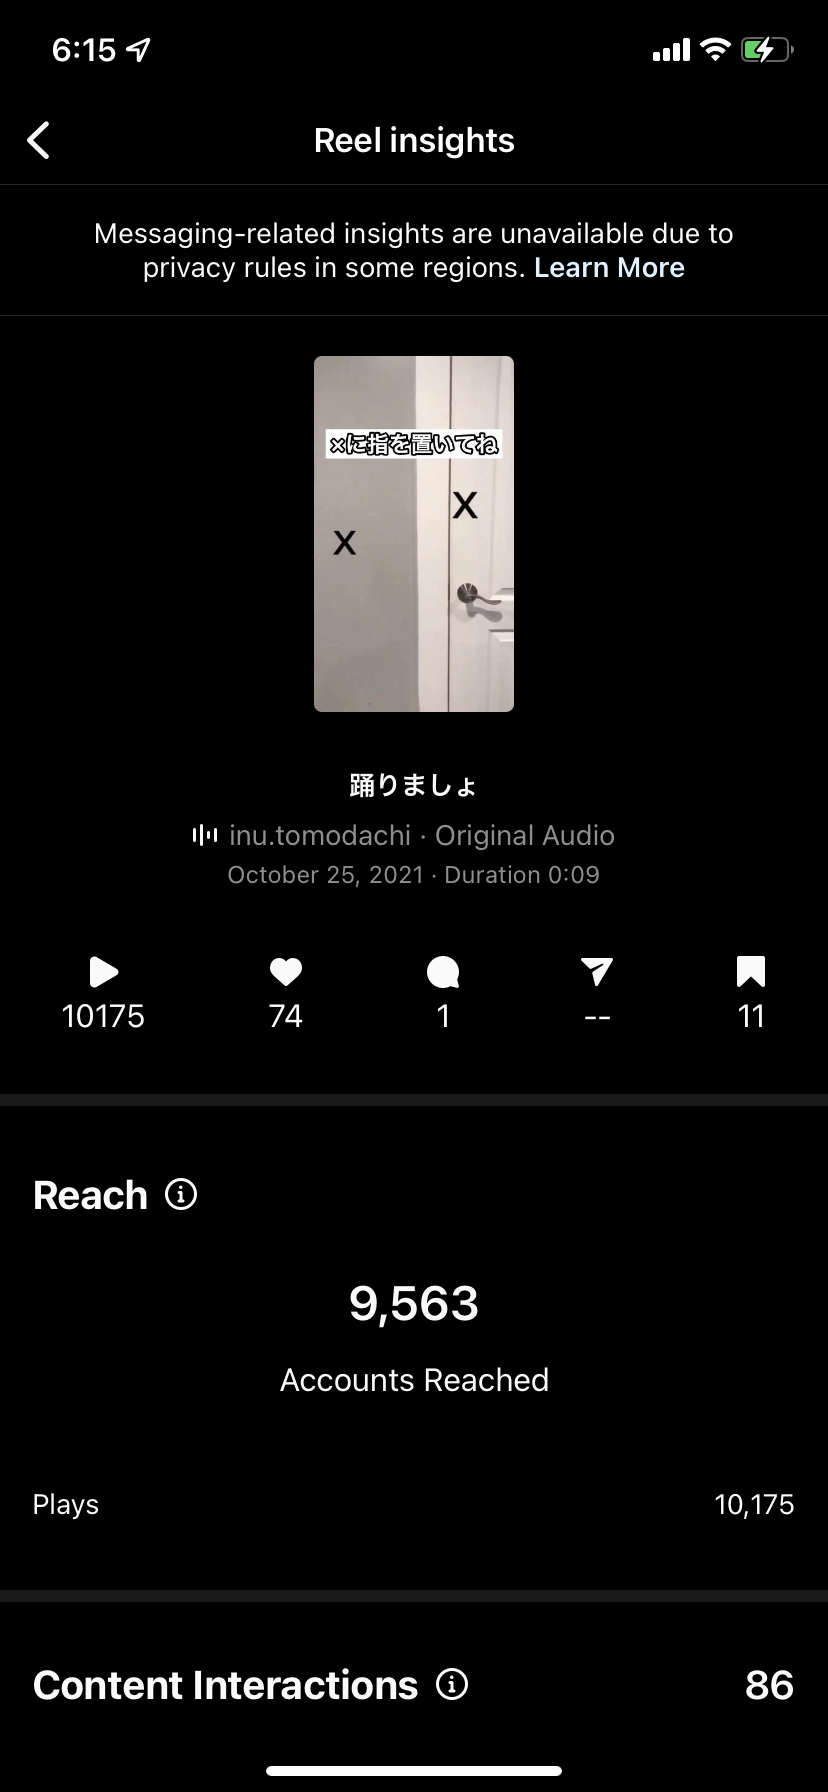 6:15
Reel insights
Messaging-related insights are unavailable due to
privacy rules in some regions. Learn More
×に指を置いてね
X
X
踊りましょ
inu.tomodachi · Original Audio
October 25, 2021 · Duration 0:09
10175 74 1 -- 11
Reach
9,563
Accounts Reached
Plays 10,175
Content Interactions 86